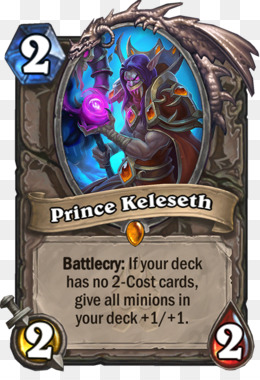 2
Prince Keleseth
Battlecry: If your deck
has no 2-Cost cards,
give all minions in
your deck +1/+1.
2 2